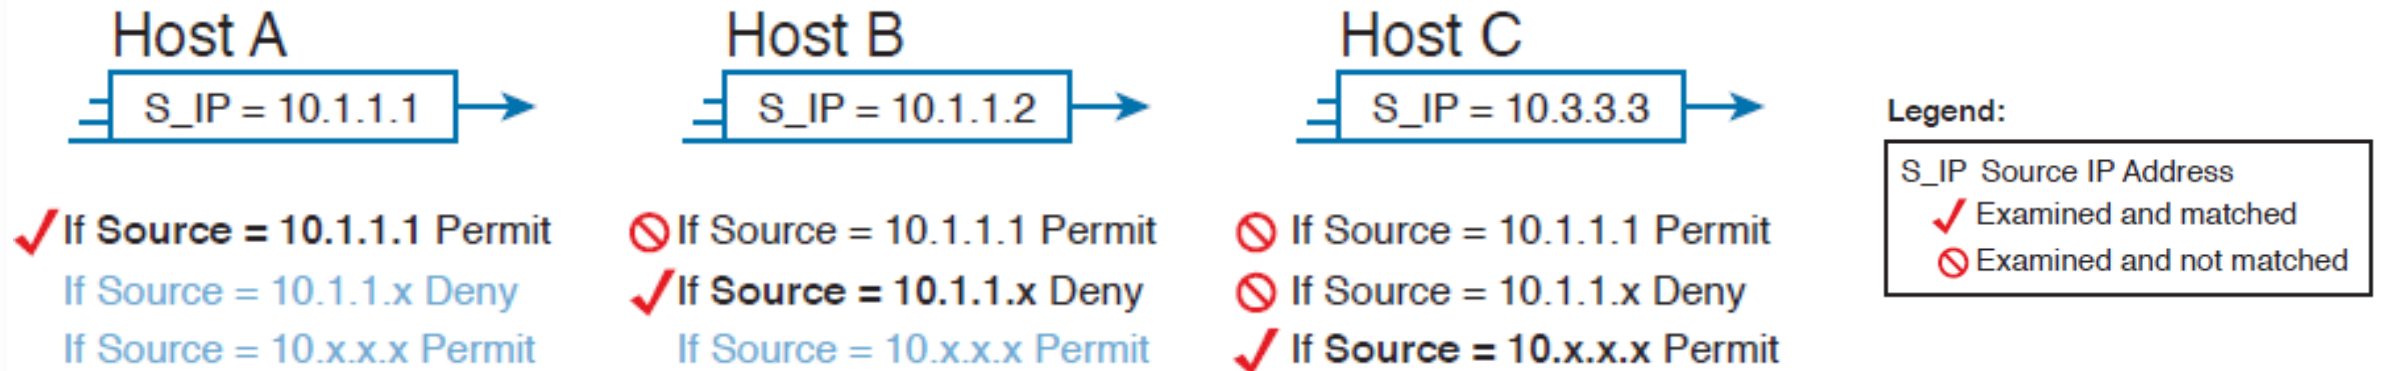 Host A
S_IP = 10.1.1.1
If Source = 10.1.1.1 Permit
If Source = 10.1.1.x Deny
If Source = 10.x.x.x Permit
Host B
S_IP = 10.1.1.2
If Source = 10.1.1.1 Permit
If Source = 10.1.1.x Deny
If Source = 10.x.x.x Permit
Host C
S_IP = 10.3.3.3
If Source = 10.1.1.1 Permit
If Source = 10.1.1.x Deny
If Source = 10.x.x.x Permit
Legend:
S_IP Source IP Address
Examined and matched
Examined and not matched